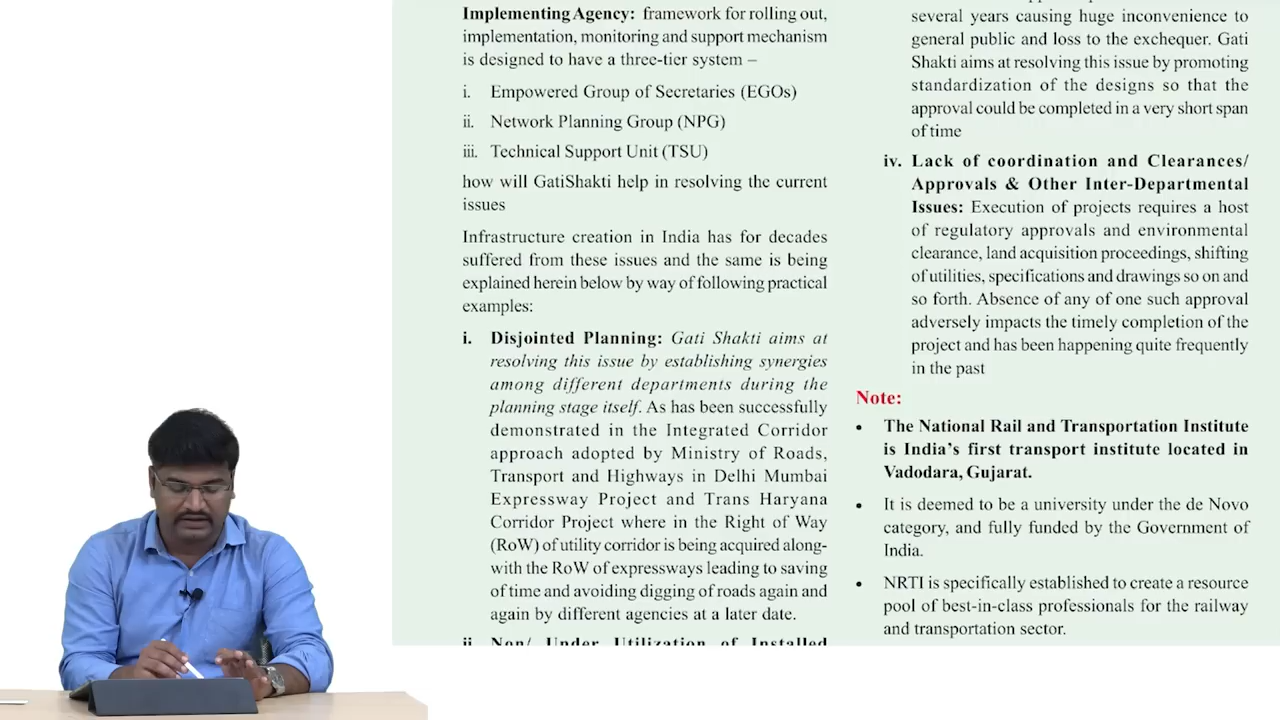 Implementing Agency: framework for rolling out,
implementation, monitoring and support mechanism
is designed to have a three-tier system –
i. Empowered Group of Secretaries (EGOs)
ii. Network Planning Group (NPG)
iii. Technical Support Unit (TSU)
how will GatiShakti help in resolving the current
issues
Infrastructure creation in India has for decades
suffered from these issues and the same is being
explained herein below by way of following practical
examples:
i. Disjointed Planning: Gati Shakti aims at
resolving this issue by establishing synergies
among different departments during the
planning stage itself. As has been successfully
demonstrated in the Integrated Corridor
approach adopted by Ministry of Roads,
Transport and Highways in Delhi Mumbai
Expressway Project and Trans Haryana
Corridor Project where in the Right of Way
(RoW) of utility corridor is being acquired along-
with the RoW of expressways leading to saving
of time and avoiding digging of roads again and
again by different agencies at a later date.
ii Non/ Under Utilization of Installed
several years causing huge inconvenience to
general public and loss to the exchequer. Gati
Shakti aims at resolving this issue by promoting
standardization of the designs so that the
approval could be completed in a very short span
of time
iv. Lack of coordination and Clearances/
Approvals & Other Inter-Departmental
Issues: Execution of projects requires a host
of regulatory approvals and environmental
clearance, land acquisition proceedings, shifting
of utilities, specifications and drawings so on and
so forth. Absence of any of one such approval
adversely impacts the timely completion of the
project and has been happening quite frequently
in the past
Note:
• The National Rail and Transportation Institute
is India's first transport institute located in
Vadodara, Gujarat.
• It is deemed to be a university under the de Novo
category, and fully funded by the Government of
India.
• NRTI is specifically established to create a resource
pool of best-in-class professionals for the railway
and transportation sector.